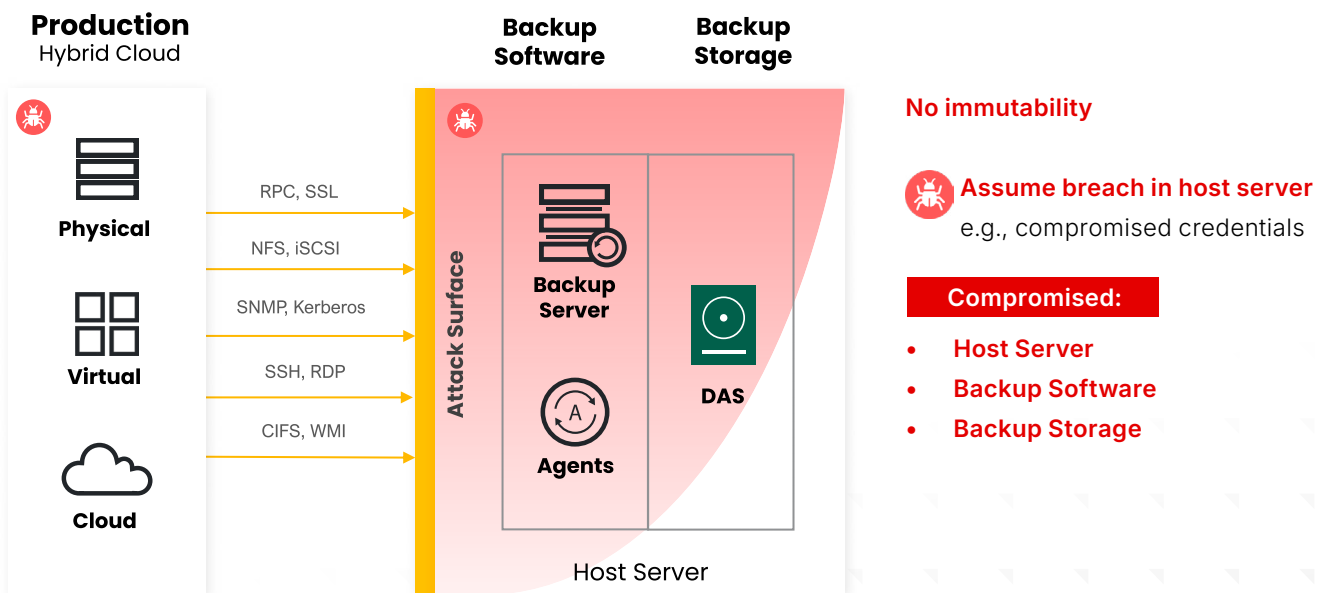 Production
Hybrid Cloud
Backup
Software
Backup
Storage
Physical
Virtual
Cloud
RPC, SSL
NFS, iSCSI
SNMP, Kerberos
SSH, RDP
CIFS, WMI
Attack Surface
Backup
Server
A
Agents
DAS
Host Server
No immutability
Assume breach in host server
e.g., compromised credentials
Compromised:
• Host Server
• Backup Software
• Backup Storage